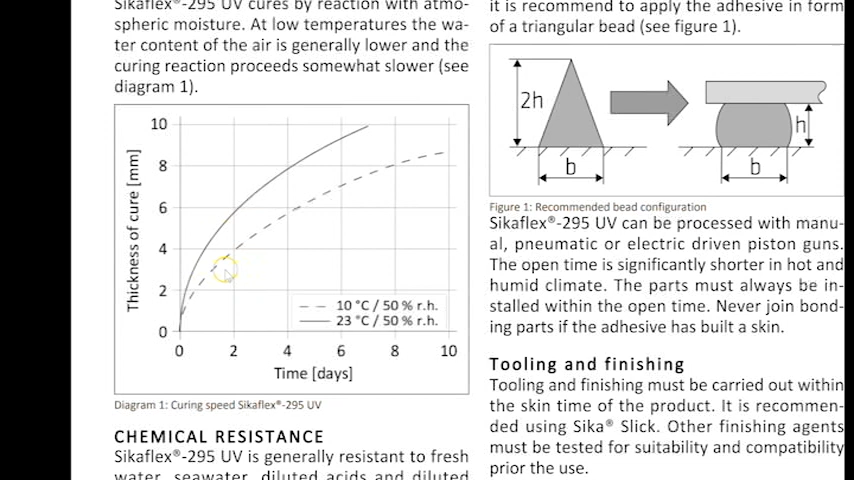 Sikaflex®-295 UV cures by reaction with atmo-
spheric moisture. At low temperatures the wa-
ter content of the air is generally lower and the
curing reaction proceeds somewhat slower (see
diagram 1).
10
8
6
4
2
0
Thickness of cure [mm]
10 °C / 50 % r.h.
23 °C / 50 % r.h.
0 2 4 6 8 10
Time [days]
Diagram 1: Curing speed Sikaflex®-295 UV
CHEMICAL RESISTANCE
Sikaflex®-295 UV is generally resistant to fresh
water, seawater, diluted acids and diluted
it is recommend to apply the adhesive in form
of a triangular bead (see figure 1).
2h
b
h
b
Figure 1: Recommended bead configuration
Sikaflex®-295 UV can be processed with manu-
al, pneumatic or electric driven piston guns.
The open time is significantly shorter in hot and
humid climate. The parts must always be in-
stalled within the open time. Never join bond-
ing parts if the adhesive has built a skin.
Tooling and finishing
Tooling and finishing must be carried out within
the skin time of the product. It is recommen-
ded using Sika® Slick. Other finishing agents
must be tested for suitability and compatibility
prior the use.